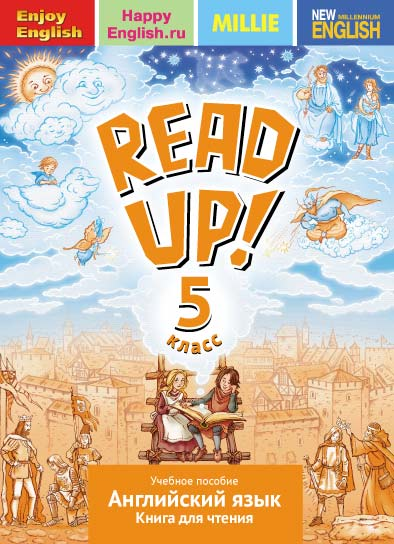 Enjoy
English
Happy
English.ru
MILLIE
NEW MILLENNIUM
ENGLISH
READ
UP!
5
класс
Учебное пособие
Английский язык
Книга для чтения